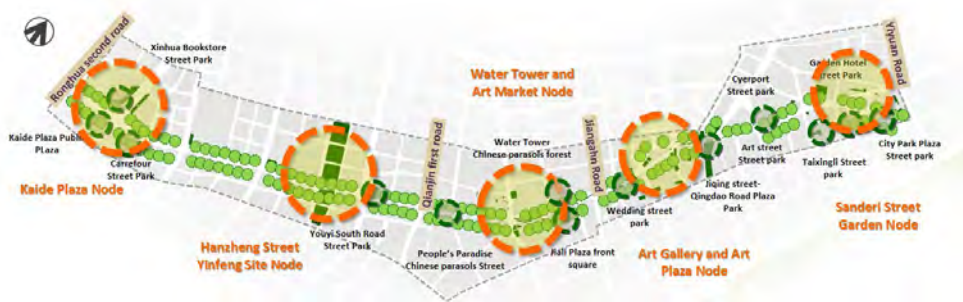 Ronghua second road
Xinhua Bookstore
Street Park
Kaide Plaza Public
PLaza
Carrefour
Street Park
Kaide Plaza Node
Hanzheng Street
Yinfeng Site Node
Youyi South Road
Street Park
Qianjin first road
Water Tower and
Art Market Node
Water Tower
Chinese parasols forest
People's Paradise
Chinese parasols Street
Kali Plaza front
square
Jiangahn Road
Wedding street
park
Art Gallery and Art
Plaza Node
Jiqing street-
Qingdao Road Plaza
Park
Cyerport
Street park
Art street
Street park
Garden Hotel
Street Park
Yiyuan Road
Taixingli Street
park
City Park Plaza
Street park
Sanderi Street
Garden Node